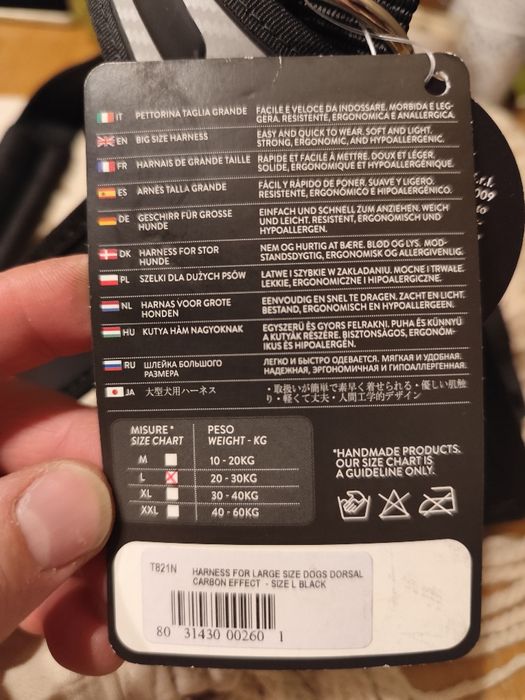 IT PETTORINA TAGLIA GRANDE FACILE E VELOCE DA INDOSSARE. MORBIDA E LEG-
GERA. RESISTENTE, ERGONOMICA E ANALLERGICA.
EN BIG SIZE HARNESS EASY AND QUICK TO WEAR. SOFT AND LIGHT.
STRONG, ERGONOMIC, AND HYPOALLERGENIC.
FR HARNAIS DE GRANDE TAILLE RAPIDE ET FACILE À METTRE. DOUX ET LÉGER.
SOLIDE, ERGONOMIQUE ET HYPOALLERGÉNIQUE.
ES ARNÉS TALLA GRANDE FÁCIL Y RÁPIDO DE PONER. SUAVE Y LIGERO.
RESISTENTE, ERGONÓMICO E HIPOALERGÉNICO.
DE GESCHIRR FÜR GROSSE EINFACH UND SCHNELL ZUM ANZIEHEN. WEICH
HUNDE UND LEICHT. RESISTENT, ERGONOMISCH UND
HYPOALLERGEN.
DK HARNESS FOR STOR NEM OG HURTIG AT BÆRE. BLØD OG LYS. MOD-
HUNDE STANDSDYGTIG, ERGONOMISK OG ALLERGIVENLIG.
PL SZELKI DLA DUŻYCH PSÓW ŁATWE I SZYBKIE W ZAKŁADANIU. MOCNE I TRWAŁE.
LEKKIE, ERGONOMICZNE I HIPOALERGICZNE.
NL HARNAS VOOR GROTE EENVOUDIG EN SNEL TE DRAGEN. ZACHT EN LICHT.
HONDEN BESTAND, ERGONOMISCH EN HYPOALLERGEEN.
HU KUTYA HÁM NAGYOKNAK EGYSZERŰ ÉS GYORS FELRAKNI. PUHA ÉS KÜNNYŰ
A KUTYÁK RÉSZÉRE. BISZTONSÁGOS, ERGONÓM-
IKUS ÉS HIPOALERGÉN.
RU ШЛЕЙКА БОЛЬШОГО ЛЕГКО И БЫСТРО ОДЕВАЕТСЯ. МЯГКАЯ И УДОБНАЯ.
РАЗМЕРА НАДЕЖНАЯ, ЭРГОНОМИЧНАЯ И ГИПОАЛЛЕРГЕННАЯ.
JA 大型犬用ハーネス ・取扱いが簡単で素早く着せられる・優しい肌触
り・軽くて丈夫・人間工学的デザイン
MISURE * PESO
SIZE CHART WEIGHT - KG
M 10 - 20KG
L 20 - 30KG
XL 30 - 40KG
XXL 40 - 60KG
*HANDMADE PRODUCTS.
OUR SIZE CHART IS
A GUIDELINE ONLY.
T821N HARNESS FOR LARGE SIZE DOGS DORSAL
CARBON EFFECT - SIZE L BLACK
80 31430 00260 1